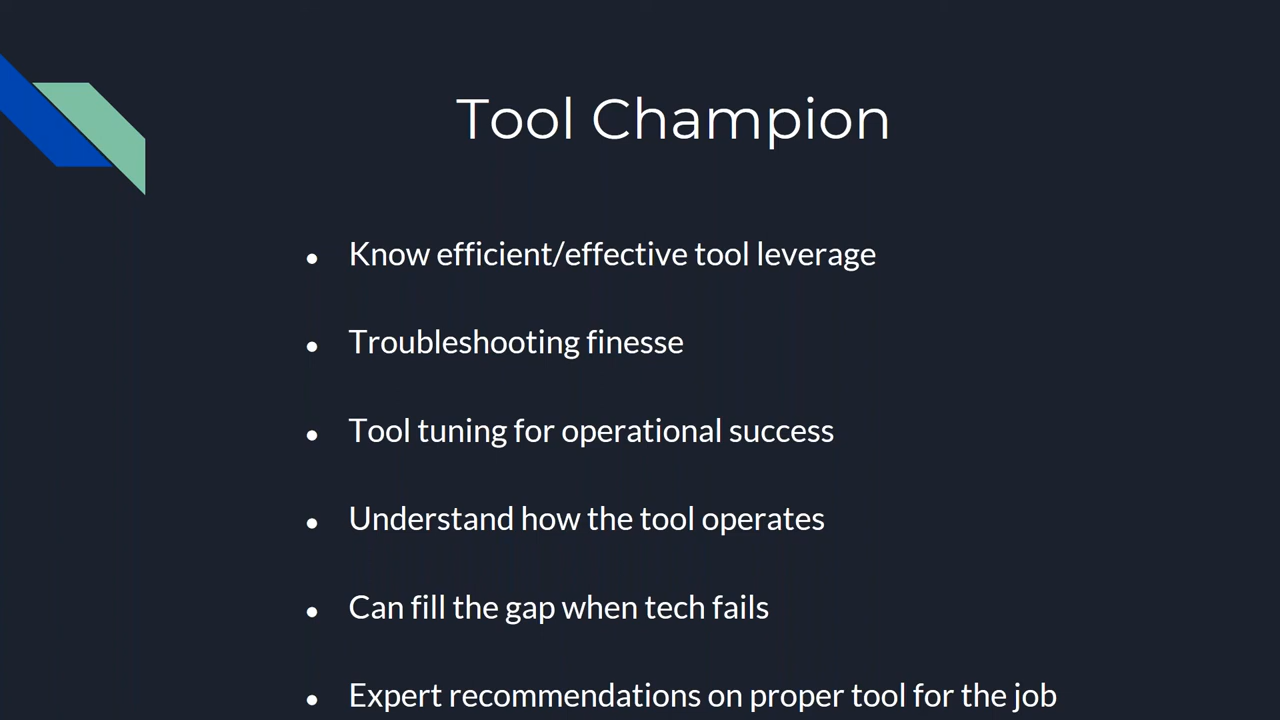 Tool Champion
● Know efficient/effective tool leverage
● Troubleshooting finesse
● Tool tuning for operational success
● Understand how the tool operates
● Can fill the gap when tech fails
● Expert recommendations on proper tool for the job